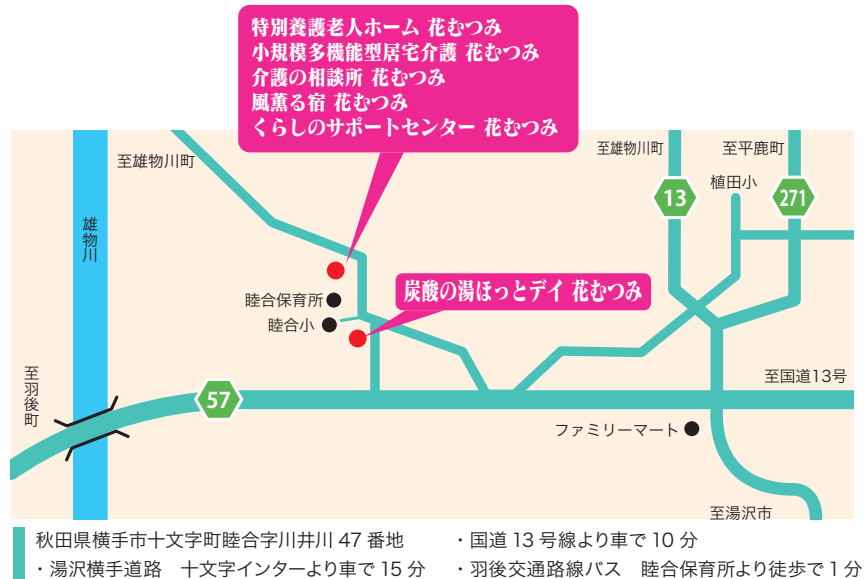 特別養護老人ホーム 花むつみ
小規模多機能型居宅介護 花むつみ
介護の相談所 花むつみ
風薫る宿 花むつみ
くらしのサポートセンター 花むつみ
至雄物川町
至雄物川町
至平鹿町
植田小
13
271
雄物川
炭酸の湯ほっとデイ 花むつみ
睦合保育所
睦合小
至羽後町
57
至国道13号
ファミリーマート
至湯沢市
秋田県横手市十文字町睦合字川井川 47 番地
・湯沢横手道路　十文字インターより車で 15 分
・国道 13 号線より車で 10 分
・羽後交通路線バス　睦合保育所より徒歩で 1 分